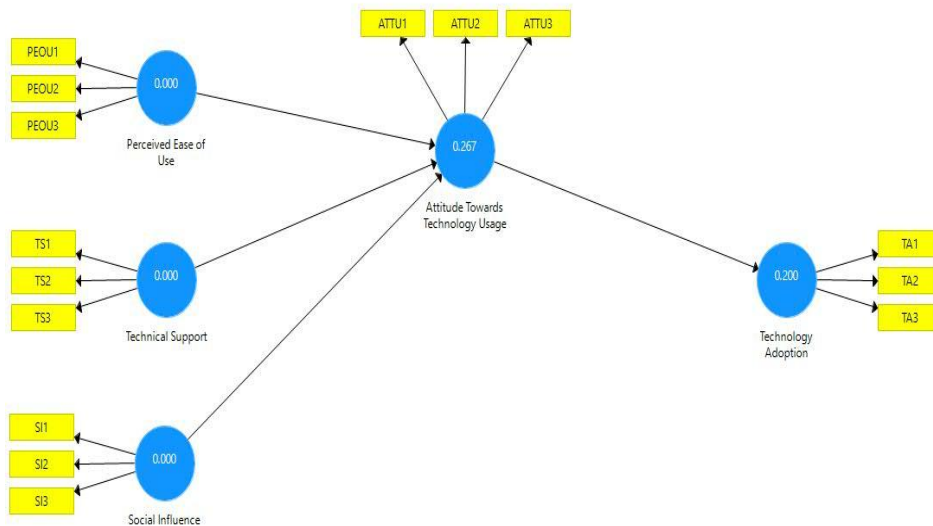 ATTU1
ATTU2
ATTU3
PEOU1
PEOU2
PEOU3
0.000
Perceived Ease of
Use
0.267
Attitude Towards
Technology Usage
TS1
TS2
TS3
0.000
Technical Support
0.200
Technology
Adoption
TA1
TA2
TA3
SI1
SI2
SI3
0.000
Social Influence